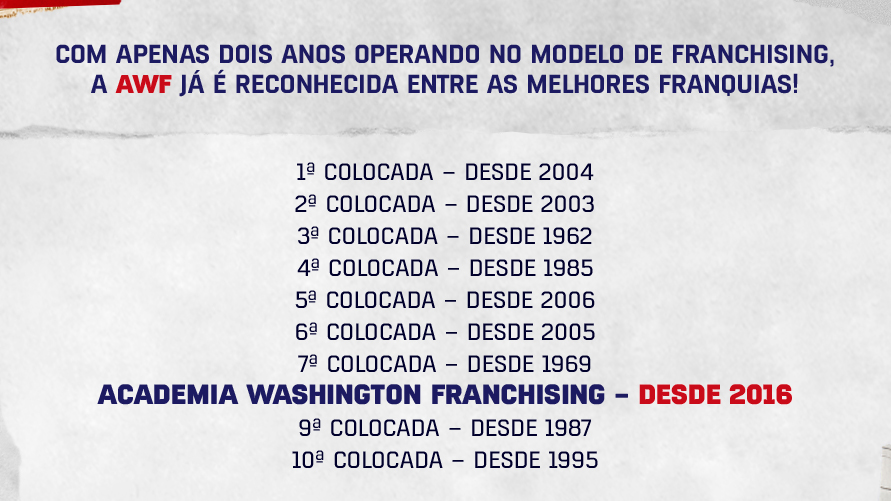 COM APENAS DOIS ANOS OPERANDO NO MODELO DE FRANCHISING,
A AWF JÁ É RECONHECIDA ENTRE AS MELHORES FRANQUIAS!
1ª COLOCADA – DESDE 2004
2ª COLOCADA – DESDE 2003
3ª COLOCADA – DESDE 1962
4ª COLOCADA – DESDE 1985
5ª COLOCADA – DESDE 2006
6ª COLOCADA – DESDE 2005
7ª COLOCADA – DESDE 1969
ACADEMIA WASHINGTON FRANCHISING – DESDE 2016
9ª COLOCADA – DESDE 1987
10ª COLOCADA – DESDE 1995